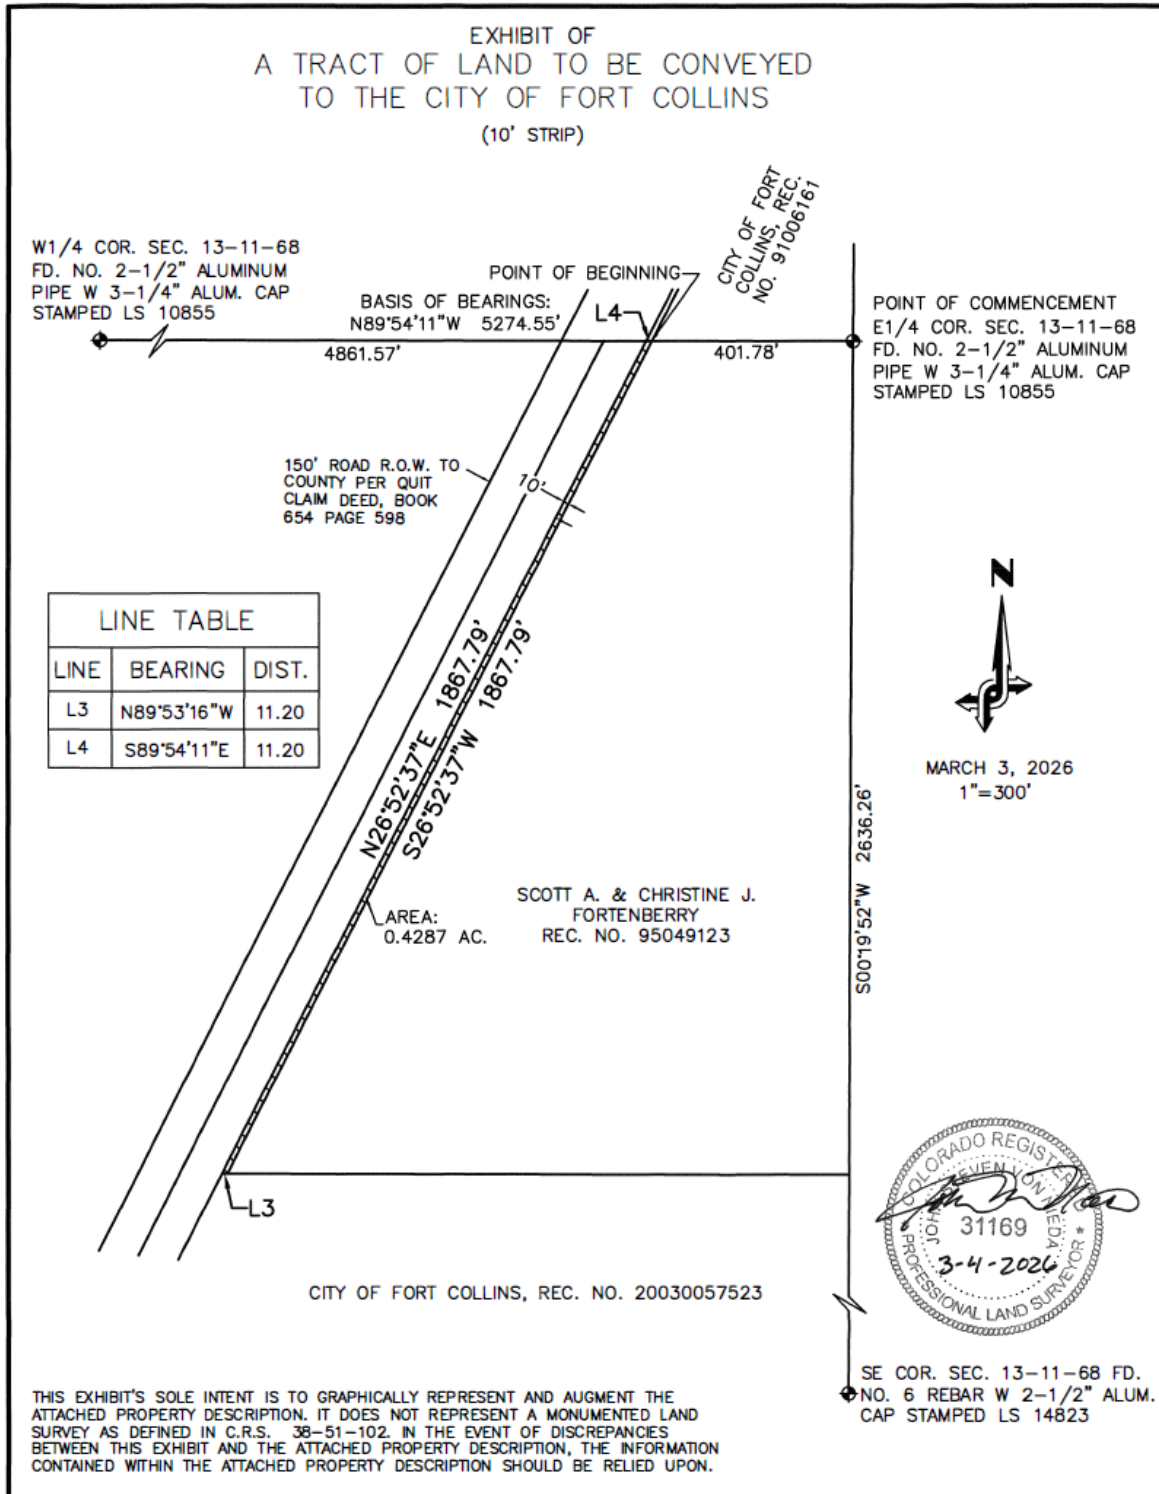 EXHIBIT OF
A TRACT OF LAND TO BE CONVEYED
TO THE CITY OF FORT COLLINS
(10' STRIP)
CITY OF FORT
COLLINS, REC.
NO. 91006161
W1/4 COR. SEC. 13-11-68
FD. NO. 2-1/2" ALUMINUM
PIPE W 3-1/4" ALUM. CAP
STAMPED LS 10855
POINT OF BEGINNING
BASIS OF BEARINGS:
N89°54'11"W 5274.55'
L4
4861.57'
401.78'
POINT OF COMMENCEMENT
E1/4 COR. SEC. 13-11-68
FD. NO. 2-1/2" ALUMINUM
PIPE W 3-1/4" ALUM. CAP
STAMPED LS 10855
150' ROAD R.O.W. TO
COUNTY PER QUIT
CLAIM DEED, BOOK
654 PAGE 598
10'
LINE TABLE
LINE BEARING DIST.
L3 N89°53'16"W 11.20
L4 S89°54'11"E 11.20
N26°52'37"E 1867.79'
S26°52'37"W 1867.79'
N
MARCH 3, 2026
1"=300'
S00°19'52"W 2636.26'
AREA:
0.4287 AC.
SCOTT A. & CHRISTINE J.
FORTENBERRY
REC. NO. 95049123
L3
COLORADO REGISTERED
PROFESSIONAL LAND SURVEYOR
31169
3-4-2026
CITY OF FORT COLLINS, REC. NO. 20030057523
SE COR. SEC. 13-11-68 FD.
NO. 6 REBAR W 2-1/2" ALUM.
CAP STAMPED LS 14823
THIS EXHIBIT'S SOLE INTENT IS TO GRAPHICALLY REPRESENT AND AUGMENT THE
ATTACHED PROPERTY DESCRIPTION. IT DOES NOT REPRESENT A MONUMENTED LAND
SURVEY AS DEFINED IN C.R.S. 38-51-102. IN THE EVENT OF DISCREPANCIES
BETWEEN THIS EXHIBIT AND THE ATTACHED PROPERTY DESCRIPTION, THE INFORMATION
CONTAINED WITHIN THE ATTACHED PROPERTY DESCRIPTION SHOULD BE RELIED UPON.